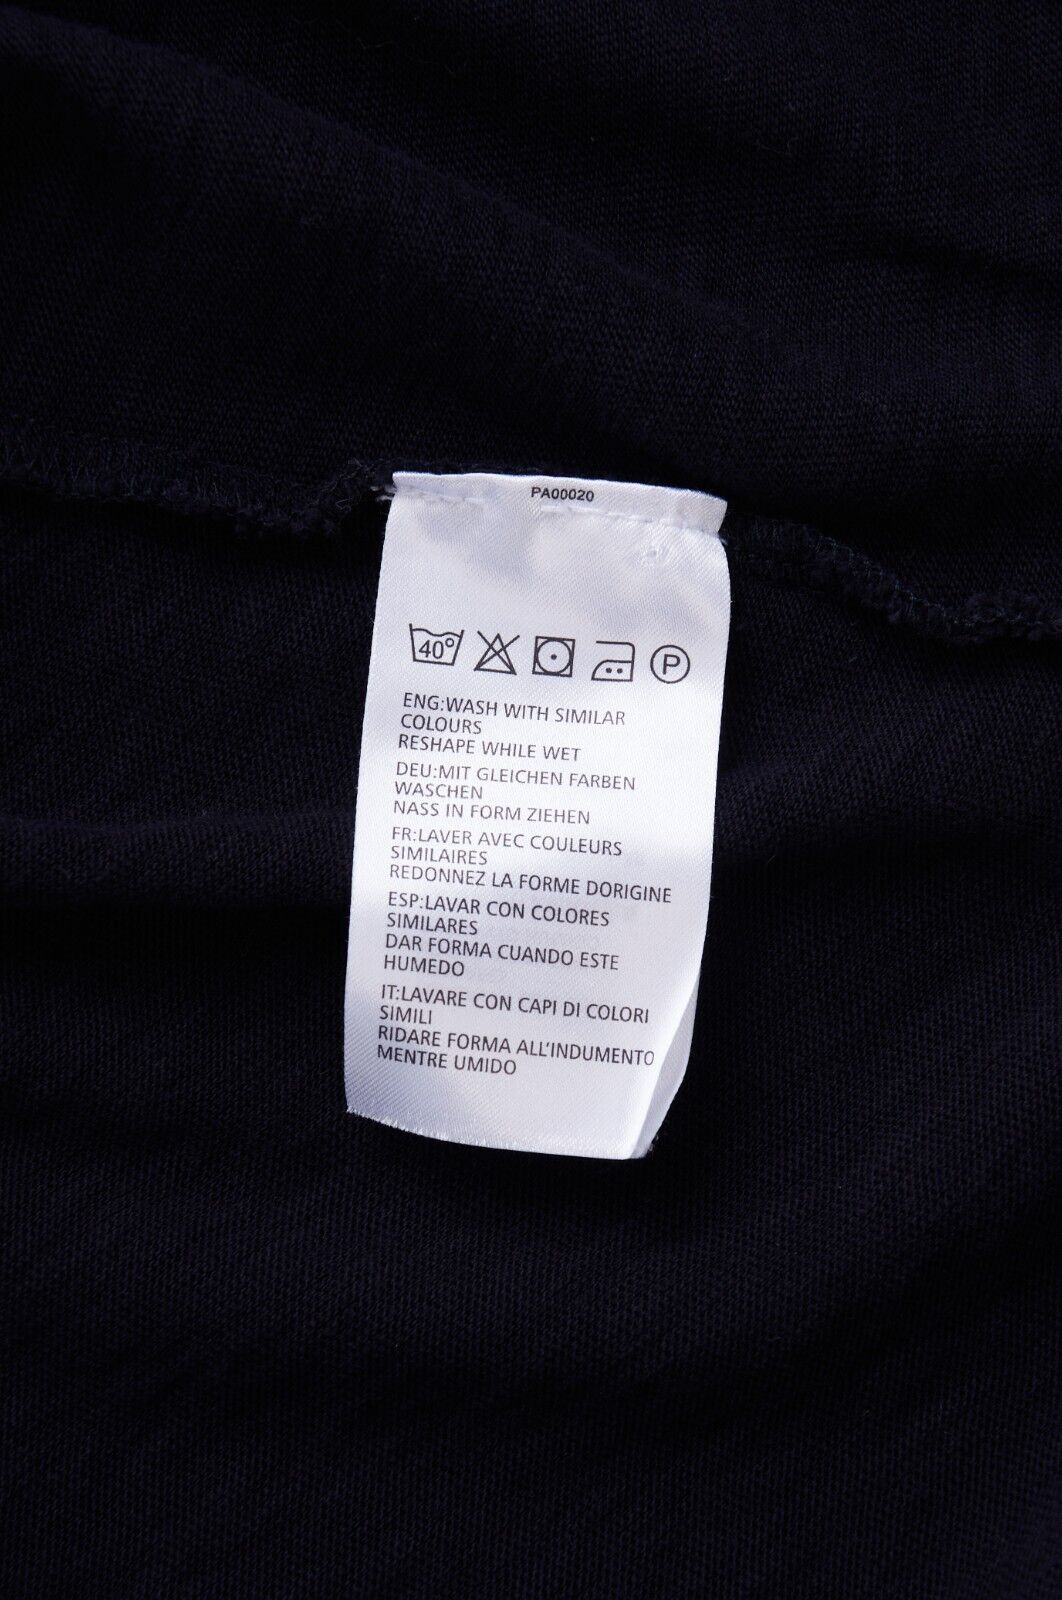 PA00020
40°
P
ENG:WASH WITH SIMILAR
COLOURS
RESHAPE WHILE WET
DEU:MIT GLEICHEN FARBEN
WASCHEN
NASS IN FORM ZIEHEN
FR:LAVER AVEC COULEURS
SIMILAIRES
REDONNEZ LA FORME DORIGINE
ESP:LAVAR CON COLORES
SIMILARES
DAR FORMA CUANDO ESTE
HUMEDO
IT:LAVARE CON CAPI DI COLORI
SIMILI
RIDARE FORMA ALL'INDUMENTO
MENTRE UMIDO